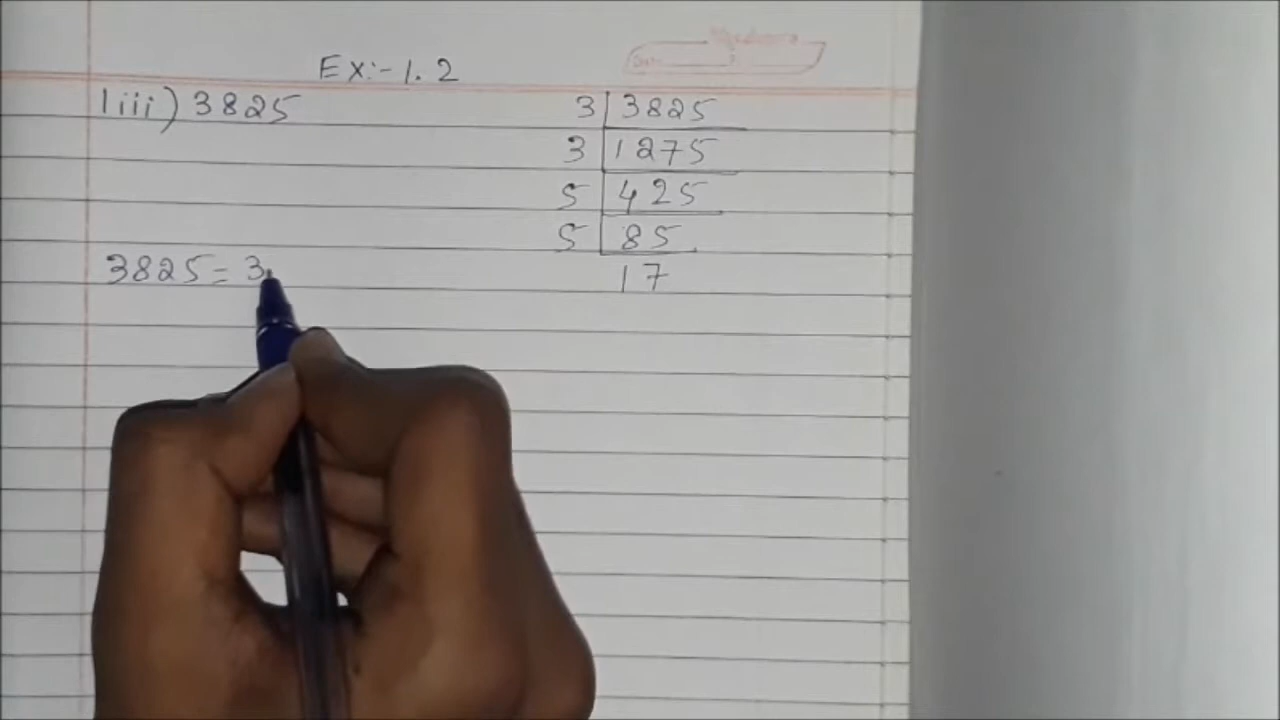 Ex:- 1.2
1iii) 3825
3825 = 3
3 | 3825
3 | 1275
5 | 425
5 | 85
17